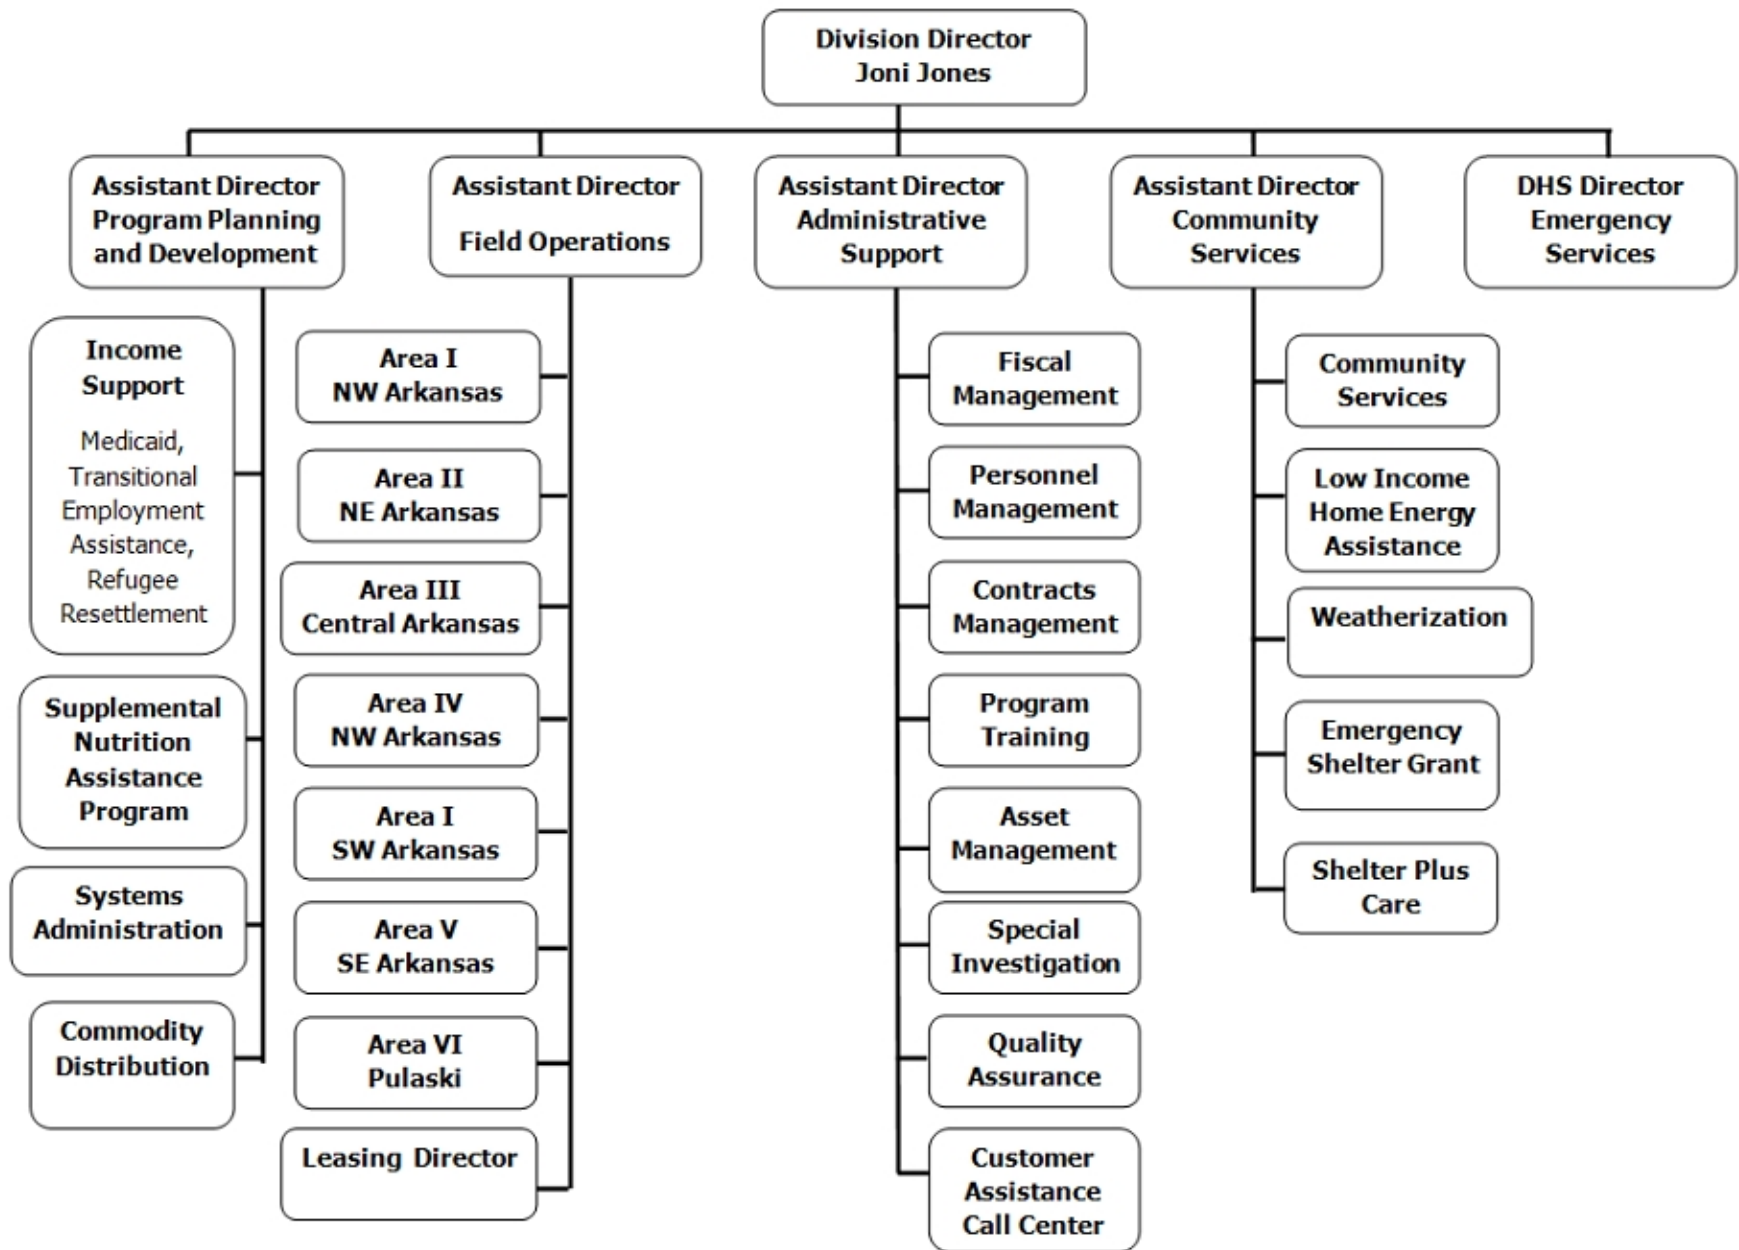 Division Director
Joni Jones
Assistant Director
Program Planning
and Development
Assistant Director
Field Operations
Assistant Director
Administrative
Support
Assistant Director
Community
Services
DHS Director
Emergency
Services
Income
Support
Medicaid,
Transitional
Employment
Assistance,
Refugee
Resettlement
Supplemental
Nutrition
Assistance
Program
Systems
Administration
Commodity
Distribution
Area I
NW Arkansas
Area II
NE Arkansas
Area III
Central Arkansas
Area IV
NW Arkansas
Area I
SW Arkansas
Area V
SE Arkansas
Area VI
Pulaski
Leasing Director
Fiscal
Management
Personnel
Management
Contracts
Management
Program
Training
Asset
Management
Special
Investigation
Quality
Assurance
Customer
Assistance
Call Center
Community
Services
Low Income
Home Energy
Assistance
Weatherization
Emergency
Shelter Grant
Shelter Plus
Care